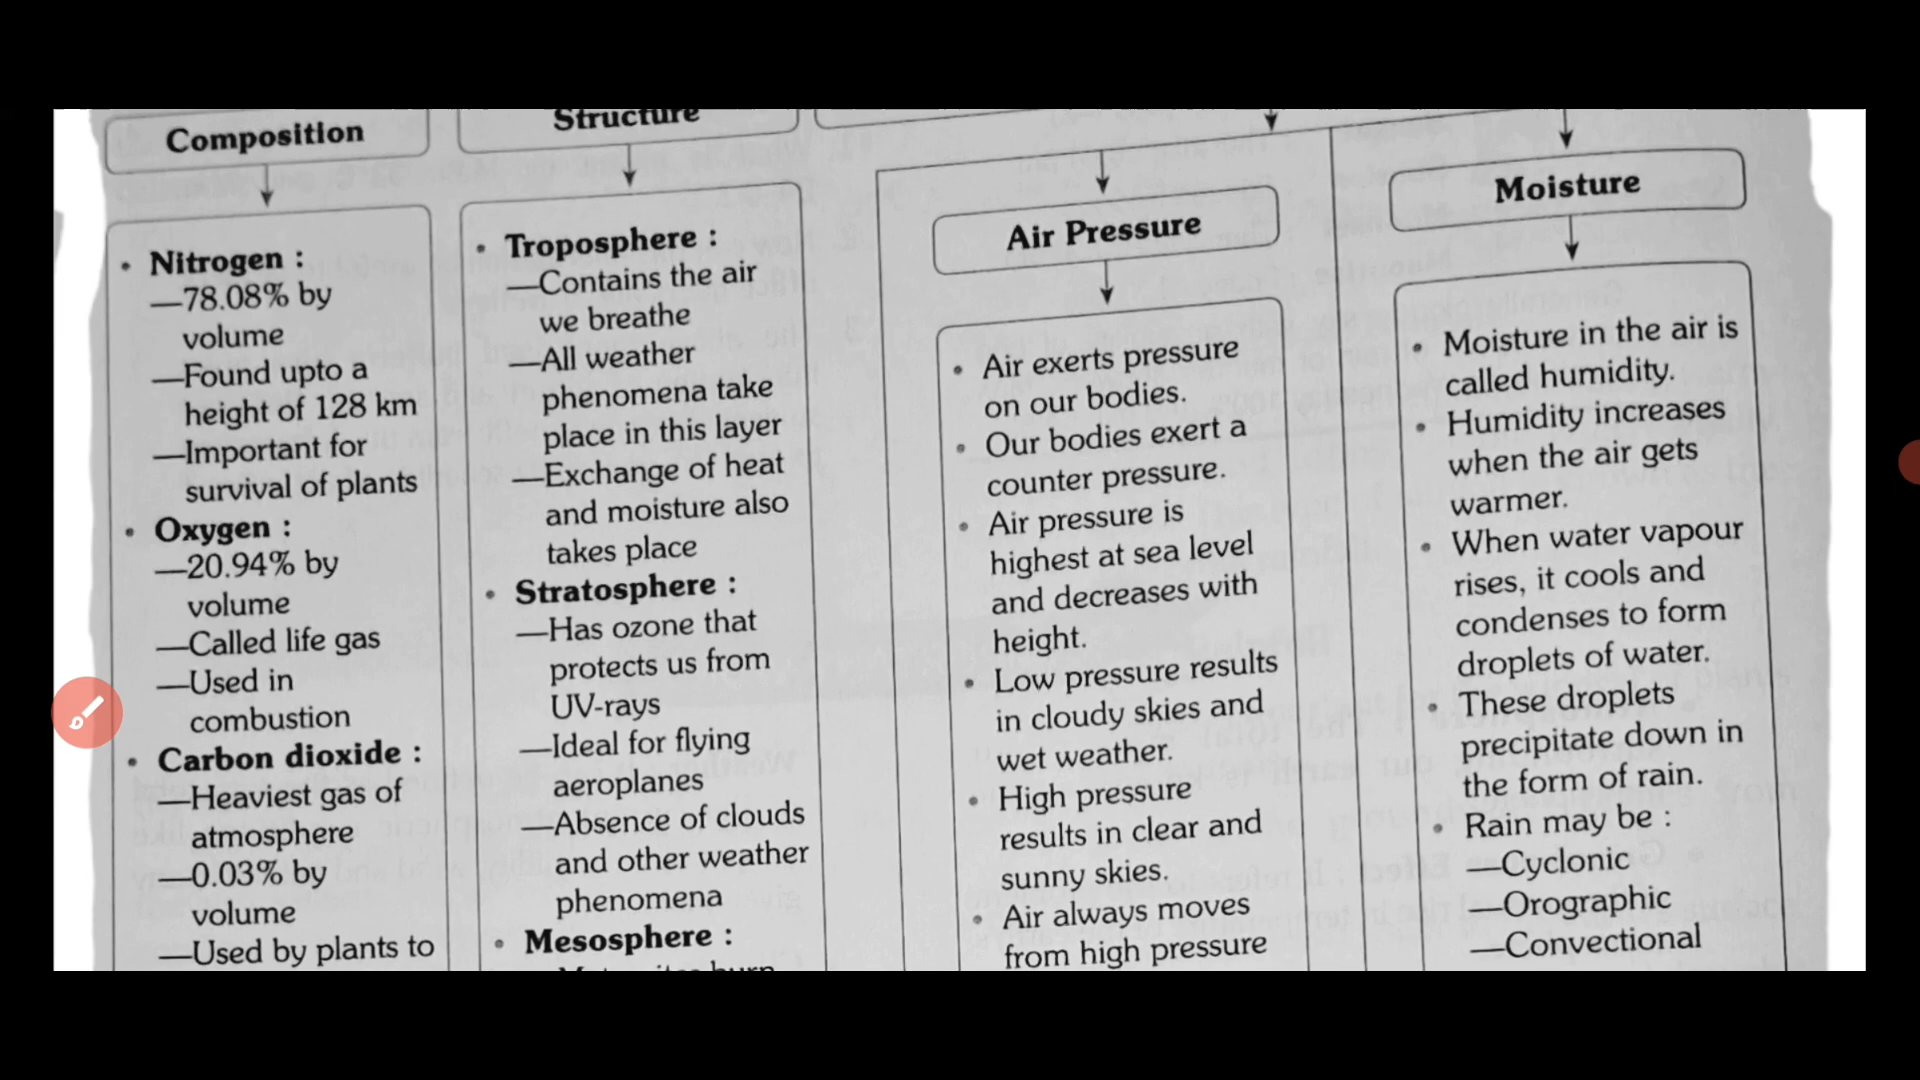 Composition
Nitrogen :
—78.08% by
volume
—Found upto a
height of 128 km
—Important for
survival of plants
Oxygen :
—20.94% by
volume
—Called life gas
—Used in
combustion
Carbon dioxide :
—Heaviest gas of
atmosphere
—0.03% by
volume
—Used by plants to
Structure
Troposphere :
—Contains the air
we breathe
—All weather
phenomena take
place in this layer
—Exchange of heat
and moisture also
takes place
Stratosphere :
—Has ozone that
protects us from
UV-rays
—Ideal for flying
aeroplanes
—Absence of clouds
and other weather
phenomena
Mesosphere :
Air Pressure
Air exerts pressure
on our bodies.
Our bodies exert a
counter pressure.
Air pressure is
highest at sea level
and decreases with
height.
Low pressure results
in cloudy skies and
wet weather.
High pressure
results in clear and
sunny skies.
Air always moves
from high pressure
Moisture
Moisture in the air is
called humidity.
Humidity increases
when the air gets
warmer.
When water vapour
rises, it cools and
condenses to form
droplets of water.
These droplets
precipitate down in
the form of rain.
Rain may be :
—Cyclonic
—Orographic
—Convectional